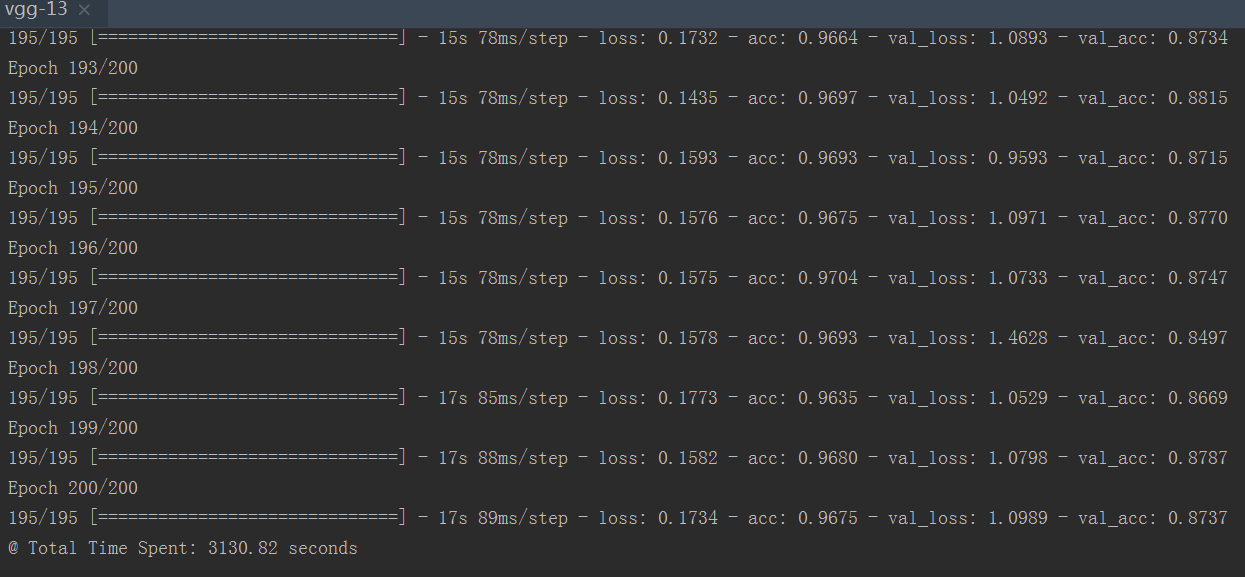 vgg-13 ×
195/195 [==============================] - 15s 78ms/step - loss: 0.1732 - acc: 0.9664 - val_loss: 1.0893 - val_acc: 0.8734
Epoch 193/200
195/195 [==============================] - 15s 78ms/step - loss: 0.1435 - acc: 0.9697 - val_loss: 1.0492 - val_acc: 0.8815
Epoch 194/200
195/195 [==============================] - 15s 78ms/step - loss: 0.1593 - acc: 0.9693 - val_loss: 0.9593 - val_acc: 0.8715
Epoch 195/200
195/195 [==============================] - 15s 78ms/step - loss: 0.1576 - acc: 0.9675 - val_loss: 1.0971 - val_acc: 0.8770
Epoch 196/200
195/195 [==============================] - 15s 78ms/step - loss: 0.1575 - acc: 0.9704 - val_loss: 1.0733 - val_acc: 0.8747
Epoch 197/200
195/195 [==============================] - 15s 78ms/step - loss: 0.1578 - acc: 0.9693 - val_loss: 1.4628 - val_acc: 0.8497
Epoch 198/200
195/195 [==============================] - 17s 85ms/step - loss: 0.1773 - acc: 0.9635 - val_loss: 1.0529 - val_acc: 0.8669
Epoch 199/200
195/195 [==============================] - 17s 88ms/step - loss: 0.1582 - acc: 0.9680 - val_loss: 1.0798 - val_acc: 0.8787
Epoch 200/200
195/195 [==============================] - 17s 89ms/step - loss: 0.1734 - acc: 0.9675 - val_loss: 1.0989 - val_acc: 0.8737
@ Total Time Spent: 3130.82 seconds